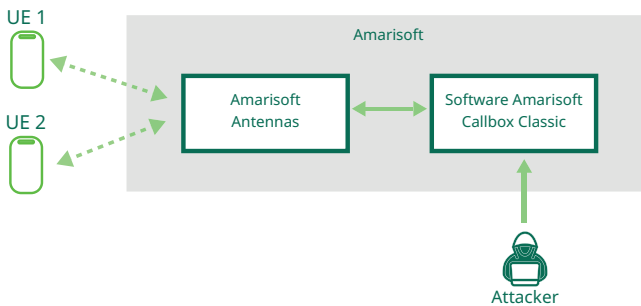 UE 1
Amarisoft
Amarisoft
Antennas
Software Amarisoft
Callbox Classic
UE 2
Attacker